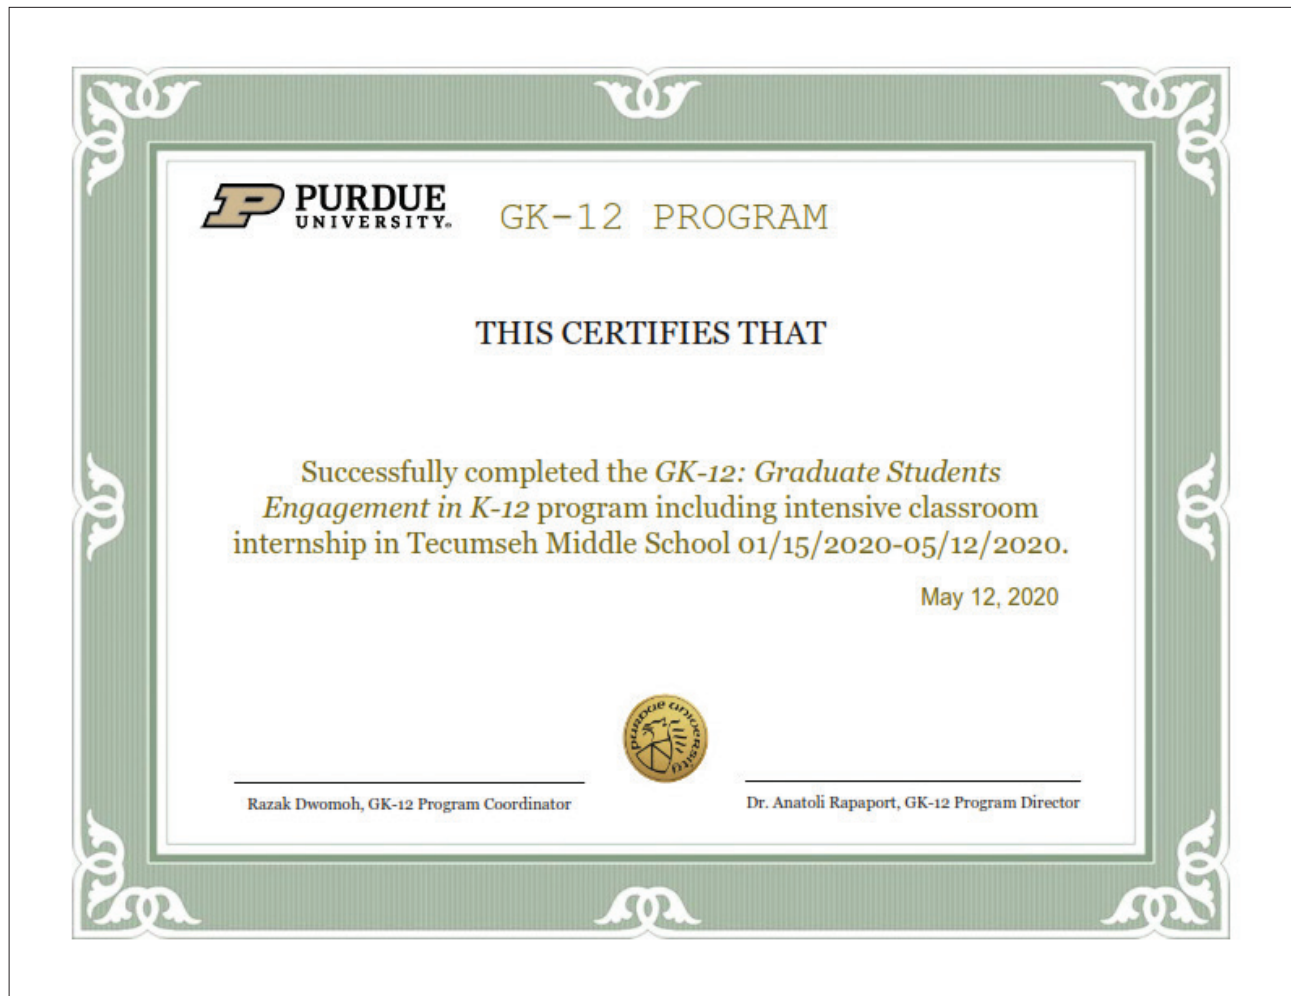 PURDUE
UNIVERSITY®
GK-12 PROGRAM
THIS CERTIFIES THAT
Successfully completed the GK-12: Graduate Students
Engagement in K-12 program including intensive classroom
internship in Tecumseh Middle School 01/15/2020-05/12/2020.
May 12, 2020
purdue university
Razak Dwomoh, GK-12 Program Coordinator
Dr. Anatoli Rapaport, GK-12 Program Director